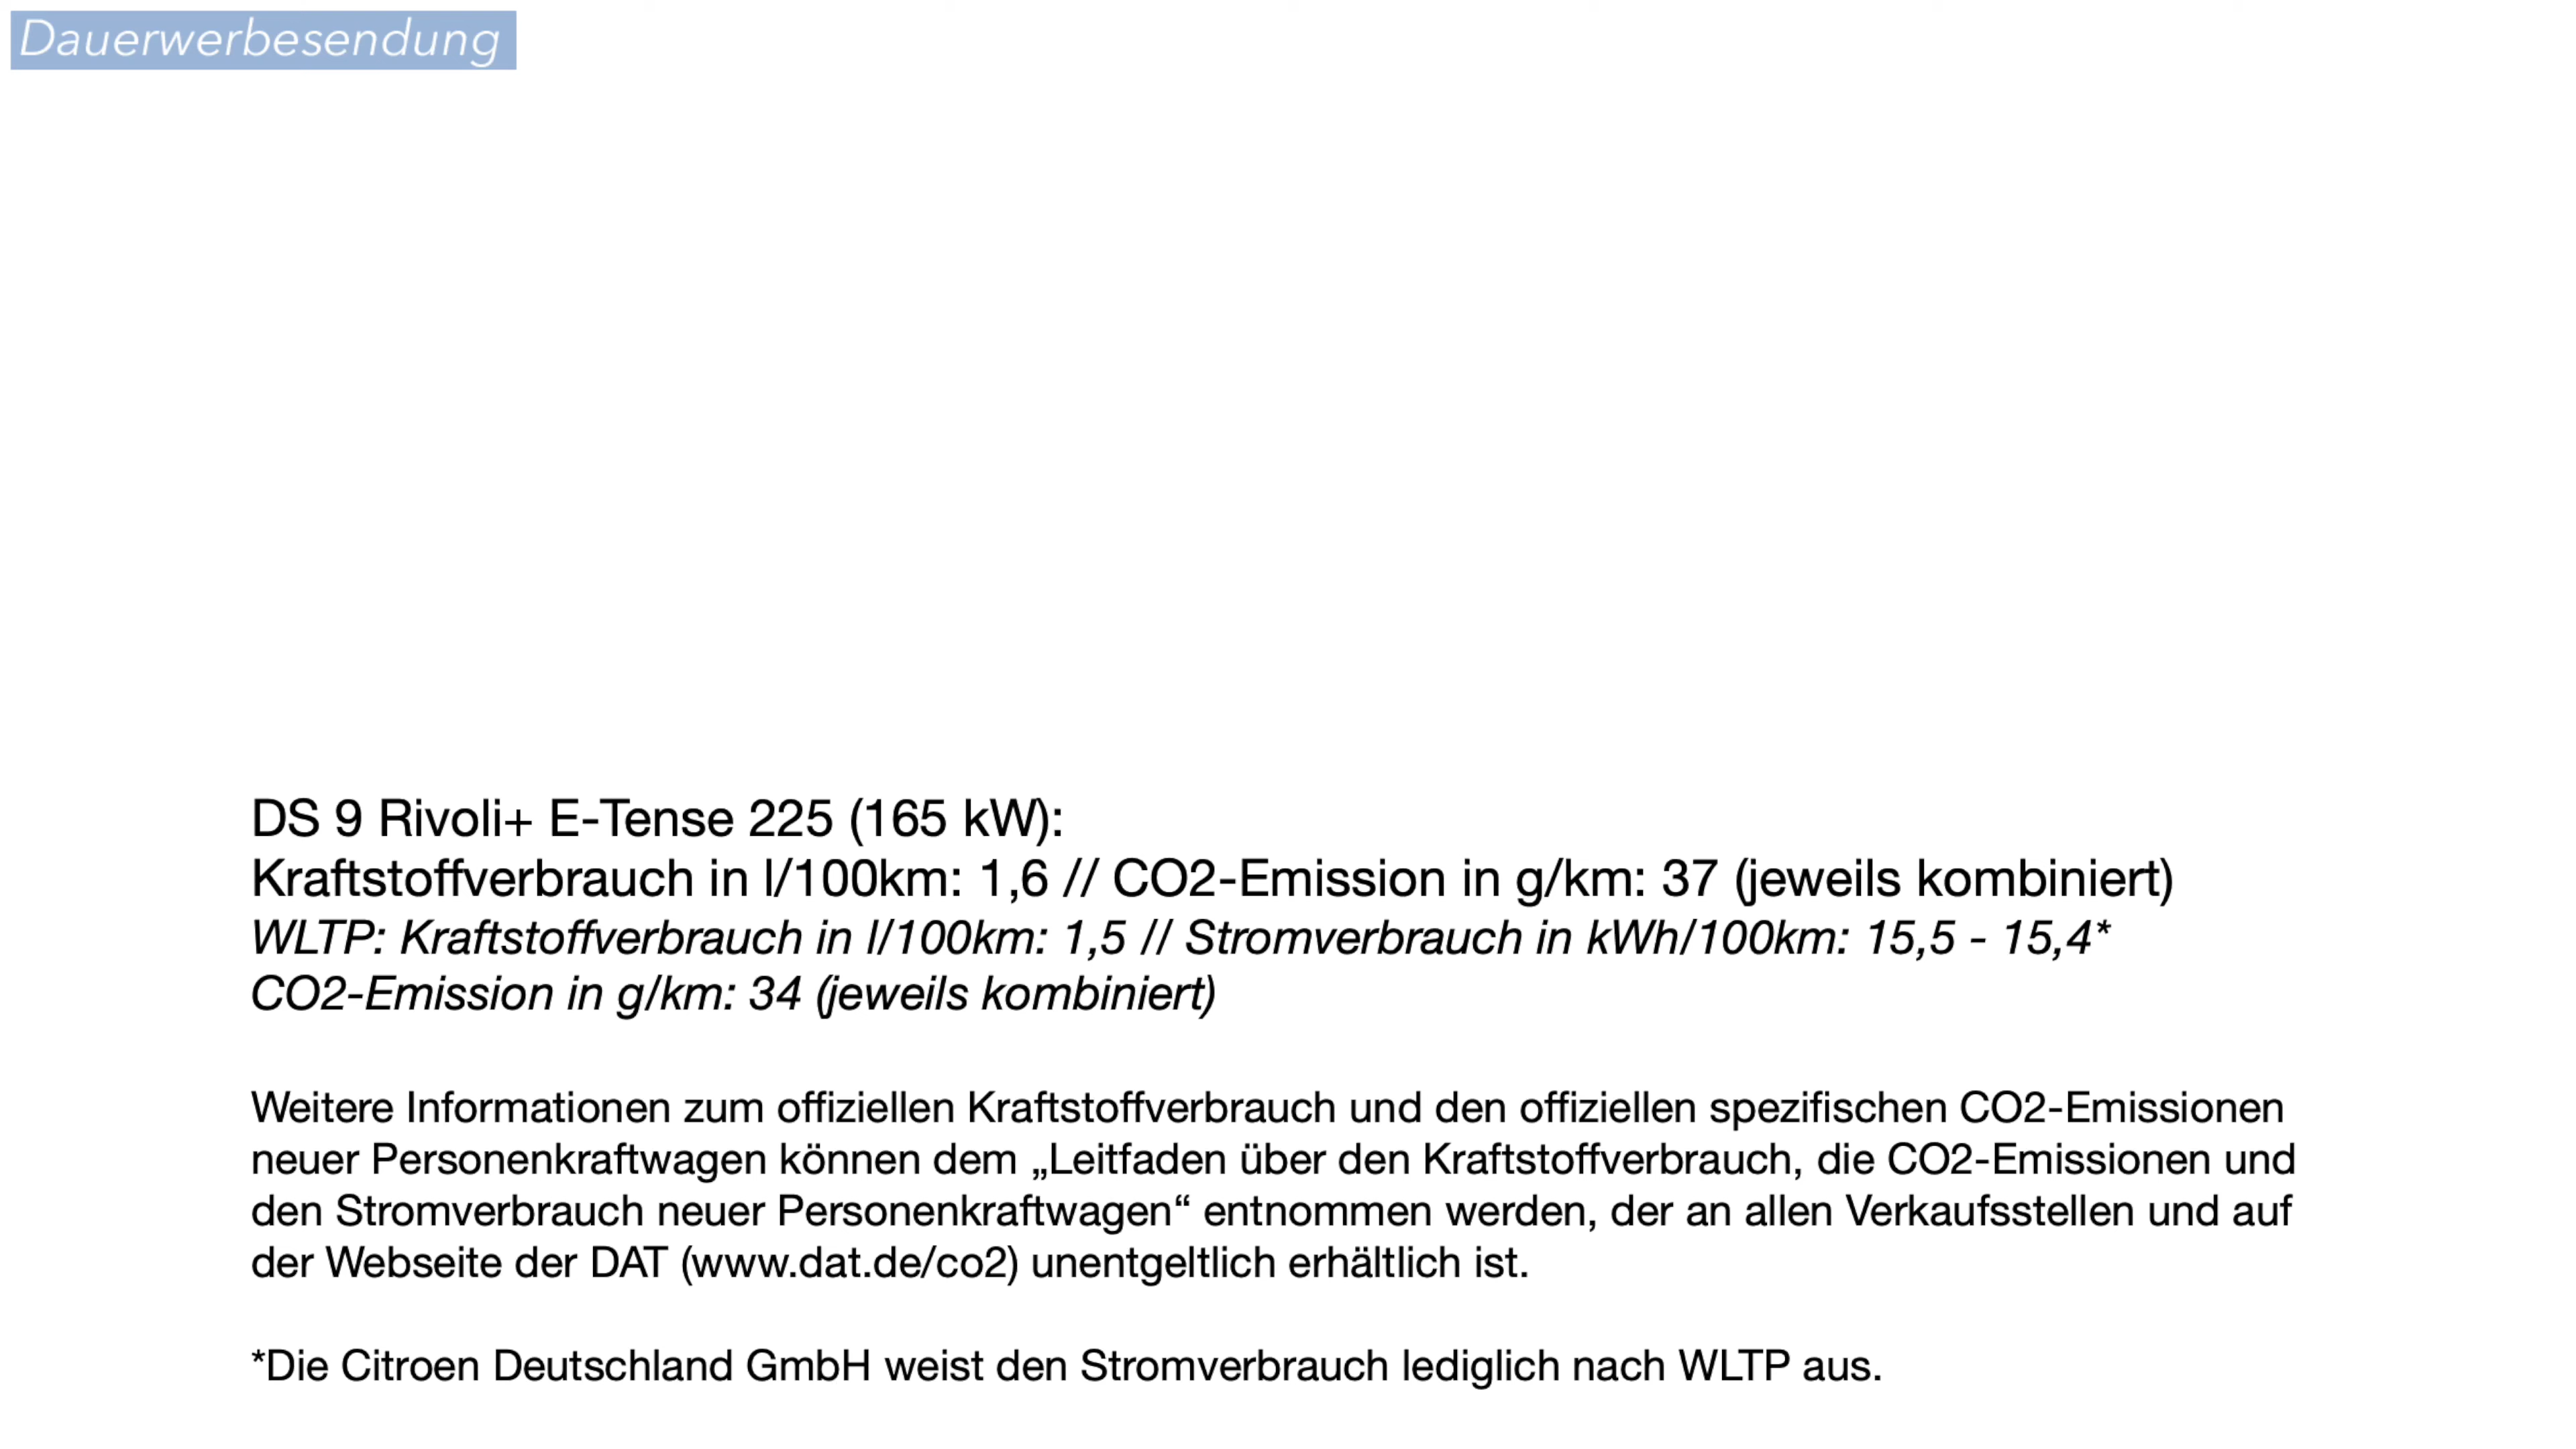 Dauerwerbesendung
DS 9 Rivoli+ E-Tense 225 (165 kW):
Kraftstoffverbrauch in l/100km: 1,6 // CO2-Emission in g/km: 37 (jeweils kombiniert)
WLTP: Kraftstoffverbrauch in l/100km: 1,5 // Stromverbrauch in kWh/100km: 15,5 - 15,4*
CO2-Emission in g/km: 34 (jeweils kombiniert)
Weitere Informationen zum offiziellen Kraftstoffverbrauch und den offiziellen spezifischen CO2-Emissionen
neuer Personenkraftwagen können dem „Leitfaden über den Kraftstoffverbrauch, die CO2-Emissionen und
den Stromverbrauch neuer Personenkraftwagen“ entnommen werden, der an allen Verkaufsstellen und auf
der Webseite der DAT (www.dat.de/co2) unentgeltlich erhältlich ist.
*Die Citroen Deutschland GmbH weist den Stromverbrauch lediglich nach WLTP aus.